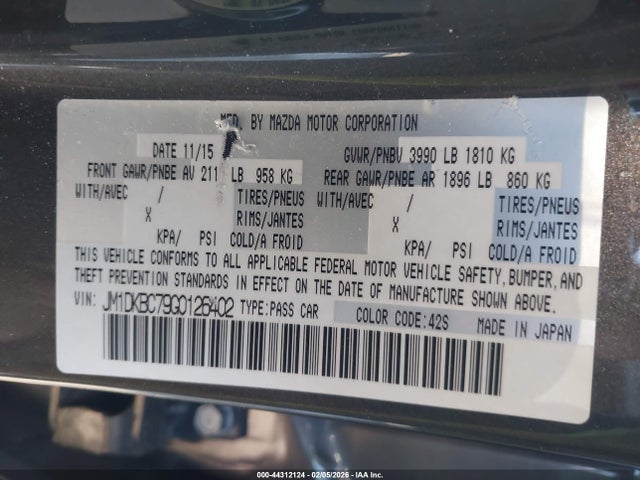 MFD. BY MAZDA MOTOR CORPORATION
DATE 11/15 GVWR/PNBV 3990 LB 1810 KG
FRONT GAWR/PNBE AV 211 LB 958 KG REAR GAWR/PNBE AR 1896 LB 860 KG
WITH/AVEC / TIRES/PNEUS WITH/AVEC / TIRES/PNEUS
X RIMS/JANTES X RIMS/JANTES
KPA/ PSI COLD/A FROID KPA/ PSI COLD/A FROID
THIS VEHICLE CONFORMS TO ALL APPLICABLE FEDERAL MOTOR VEHICLE SAFETY, BUMPER, AND
THEFT PREVENTION STANDARDS IN EFFECT ON THE DATE OF MANUFACTURE SHOWN ABOVE.
VIN: JM1DKBC79G0126402 TYPE:PASS CAR COLOR CODE:42S MADE IN JAPAN
000-44312124 | 02/05/2026 | IAA Inc.